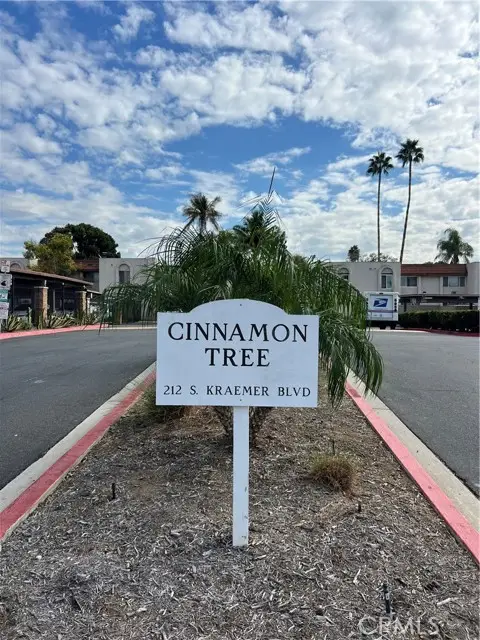 CINNAMON
TREE
212 S. KRAEMER BLVD
CRMLS